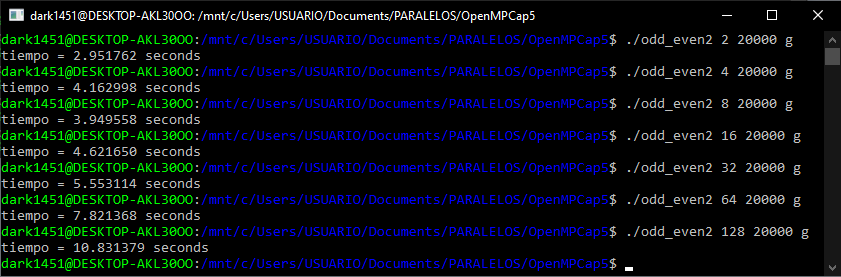 dark1451@DESKTOP-AKL30OO: /mnt/c/Users/USUARIO/Documents/PARALELOS/OpenMPCap5
dark1451@DESKTOP-AKL30OO:/mnt/c/Users/USUARIO/Documents/PARALELOS/OpenMPCap5$ ./odd_even2 2 20000 g
tiempo = 2.951762 seconds
dark1451@DESKTOP-AKL30OO:/mnt/c/Users/USUARIO/Documents/PARALELOS/OpenMPCap5$ ./odd_even2 4 20000 g
tiempo = 4.162998 seconds
dark1451@DESKTOP-AKL30OO:/mnt/c/Users/USUARIO/Documents/PARALELOS/OpenMPCap5$ ./odd_even2 8 20000 g
tiempo = 3.949558 seconds
dark1451@DESKTOP-AKL30OO:/mnt/c/Users/USUARIO/Documents/PARALELOS/OpenMPCap5$ ./odd_even2 16 20000 g
tiempo = 4.621650 seconds
dark1451@DESKTOP-AKL30OO:/mnt/c/Users/USUARIO/Documents/PARALELOS/OpenMPCap5$ ./odd_even2 32 20000 g
tiempo = 5.553114 seconds
dark1451@DESKTOP-AKL30OO:/mnt/c/Users/USUARIO/Documents/PARALELOS/OpenMPCap5$ ./odd_even2 64 20000 g
tiempo = 7.821368 seconds
dark1451@DESKTOP-AKL30OO:/mnt/c/Users/USUARIO/Documents/PARALELOS/OpenMPCap5$ ./odd_even2 128 20000 g
tiempo = 10.831379 seconds
dark1451@DESKTOP-AKL30OO:/mnt/c/Users/USUARIO/Documents/PARALELOS/OpenMPCap5$